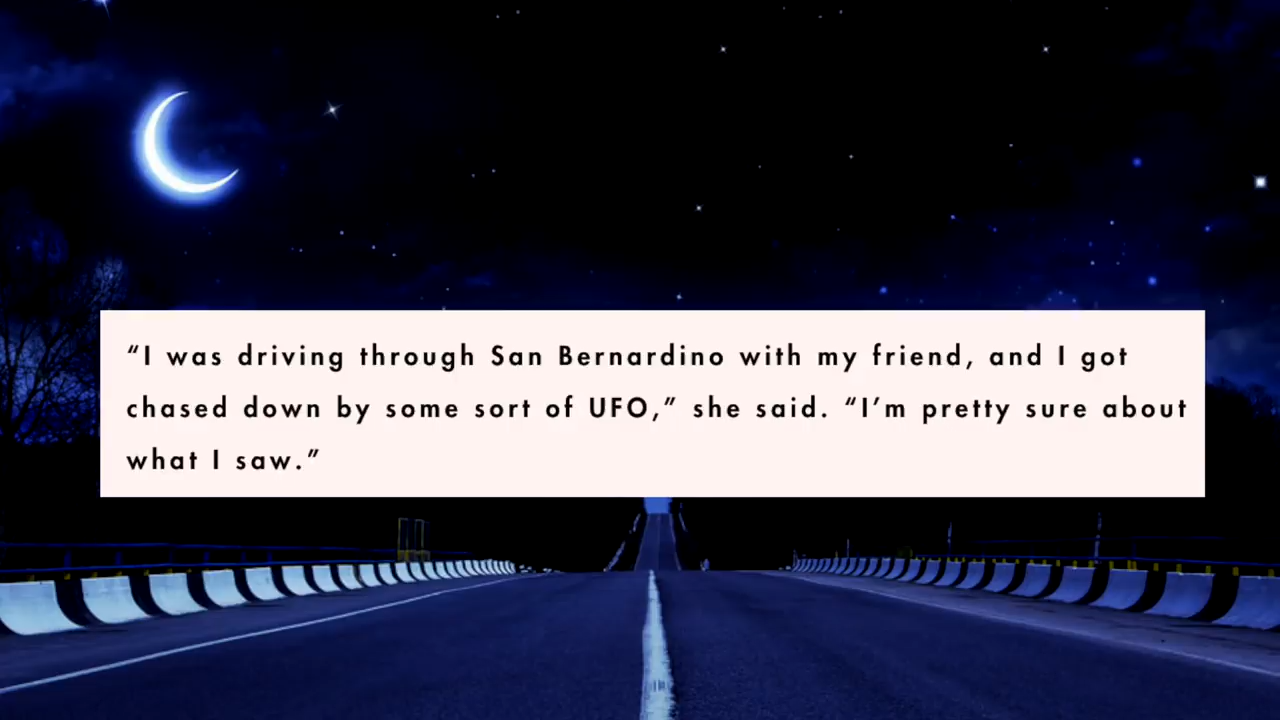 “I was driving through San Bernardino with my friend, and I got
chased down by some sort of UFO,” she said. “I’m pretty sure about
what I saw.”